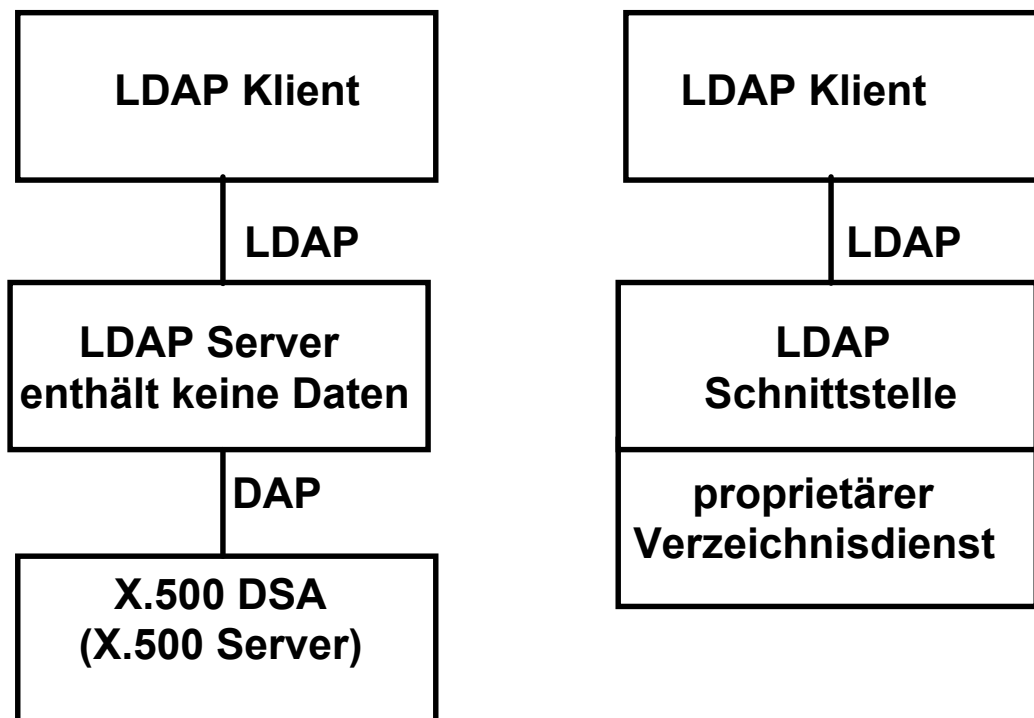 LDAP Klient
LDAP
LDAP Server
enthält keine Daten
DAP
X.500 DSA
(X.500 Server)
LDAP Klient
LDAP
LDAP
Schnittstelle
proprietärer
Verzeichnisdienst